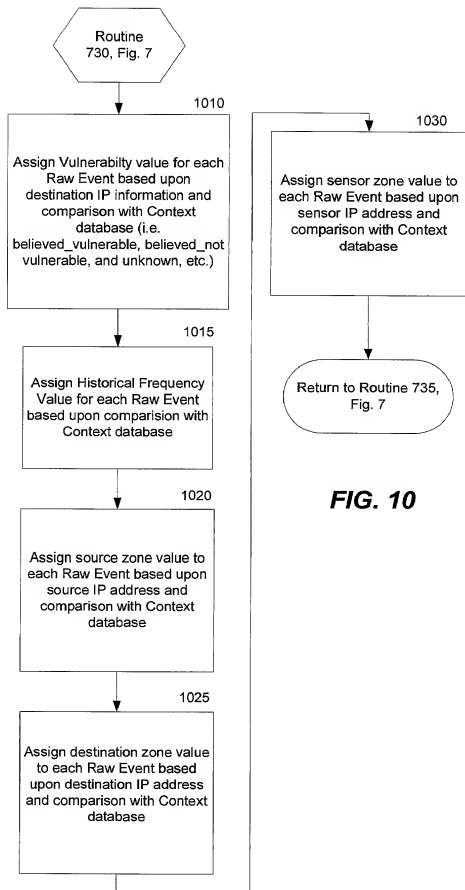 Routine
730, Fig. 7
1010
Assign Vulnerabilty value for each
Raw Event based upon
destination IP information and
comparison with Context
database (i.e.
believed_vulnerable, believed_not
vulnerable, and unknown, etc.)
1015
Assign Historical Frequency
Value for each Raw Event
based upon comparision with
Context database
1020
Assign source zone value to
each Raw Event based upon
source IP address and
comparison with Context
database
1025
Assign destination zone value
to each Raw Event based
upon destination IP address
and comparison with Context
database
1030
Assign sensor zone value to
each Raw Event based upon
sensor IP address and
comparison with Context
database
Return to Routine 735,
Fig. 7
FIG. 10